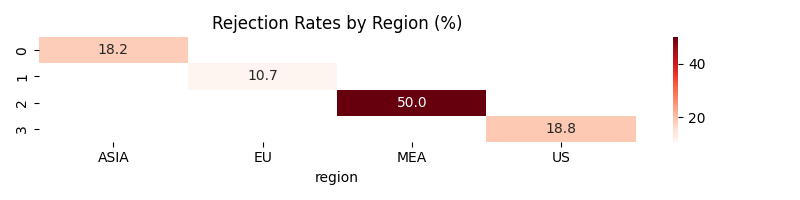 Rejection Rates by Region (%)
0 18.2
1 10.7
2 50.0
3 18.8
ASIA EU MEA US
region
40
20